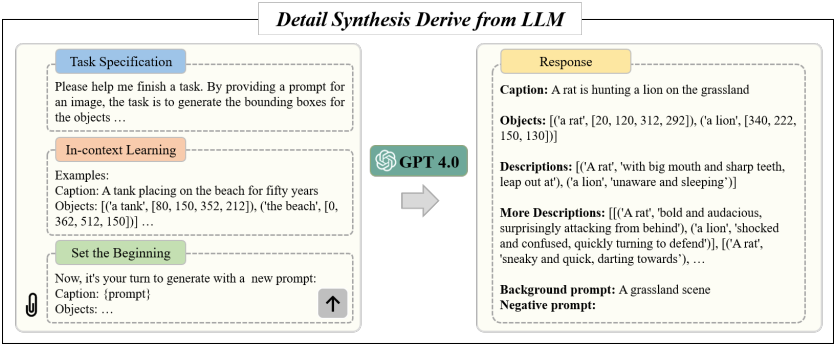 Detail Synthesis Derive from LLM
Task Specification
Please help me finish a task. By providing a prompt for
an image, the task is to generate the bounding boxes for
the objects …
In-context Learning
Examples:
Caption: A tank placing on the beach for fifty years
Objects: [('a tank', [80, 150, 352, 212]), ('the beach', [0,
362, 512, 150])] …
Set the Beginning
Now, it's your turn to generate with a new prompt:
Caption: {prompt}
Objects: …
GPT 4.0
Response
Caption: A rat is hunting a lion on the grassland
Objects: [('a rat', [20, 120, 312, 292]), ('a lion', [340, 222,
150, 130])]
Descriptions: [('A rat', 'with big mouth and sharp teeth,
leap out at'), ('a lion', 'unaware and sleeping’)]
More Descriptions: [[('A rat', 'bold and audacious,
surprisingly attacking from behind'), ('a lion', 'shocked
and confused, quickly turning to defend')], [('A rat',
'sneaky and quick, darting towards’), …
Background prompt: A grassland scene
Negative prompt: